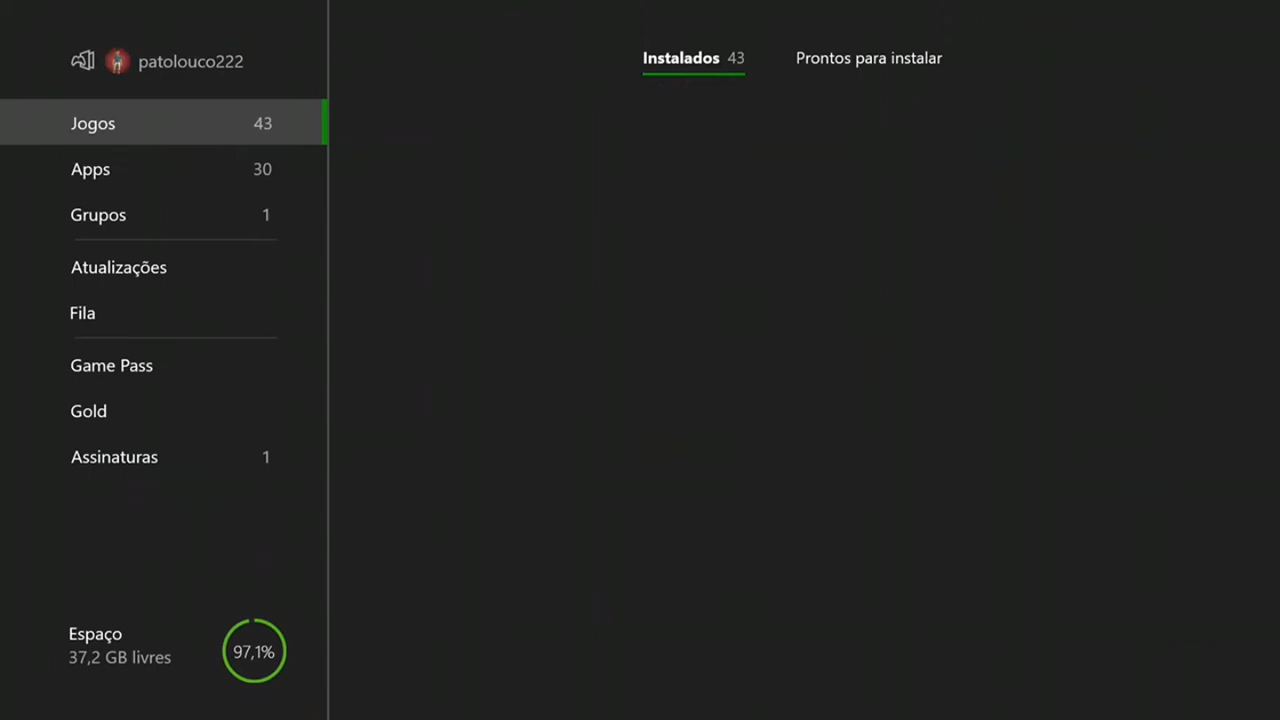 patolouco222
Instalados 43
Prontos para instalar
Jogos 43
Apps 30
Grupos 1
Atualizações
Fila
Game Pass
Gold
Assinaturas 1
Espaço
37,2 GB livres
97,1%